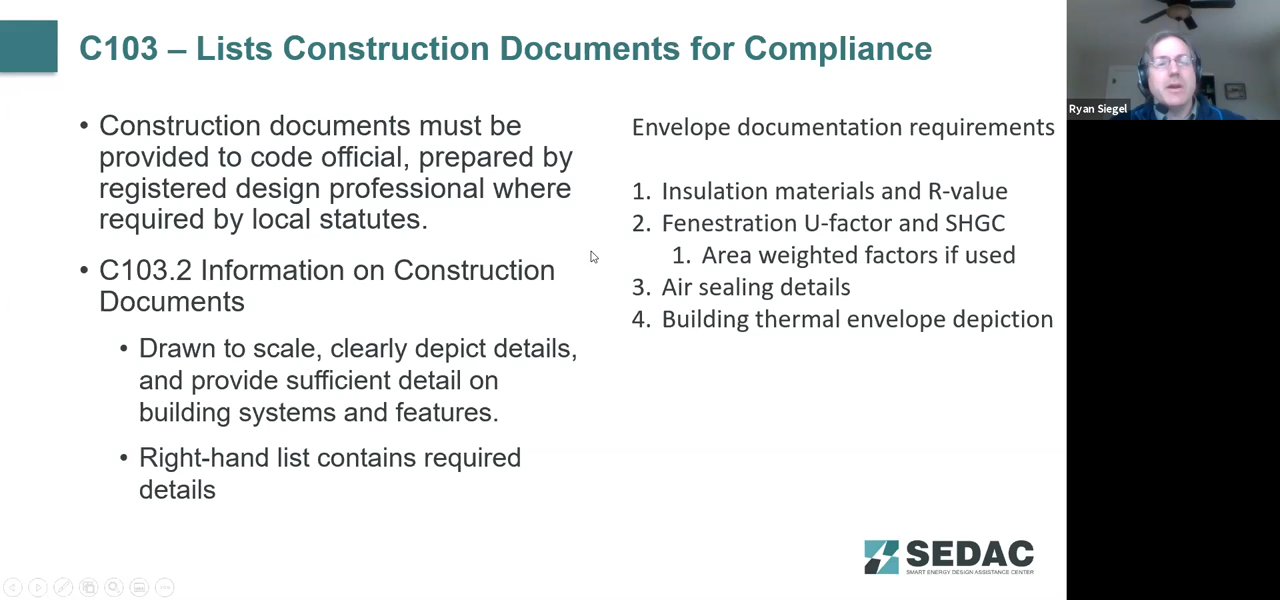 C103 – Lists Construction Documents for Compliance
• Construction documents must be
provided to code official, prepared by
registered design professional where
required by local statutes.
• C103.2 Information on Construction
Documents
• Drawn to scale, clearly depict details,
and provide sufficient detail on
building systems and features.
• Right-hand list contains required
details
Envelope documentation requirements
1. Insulation materials and R-value
2. Fenestration U-factor and SHGC
1. Area weighted factors if used
3. Air sealing details
4. Building thermal envelope depiction
Ryan Siegel
SEDAC
SMART ENERGY DESIGN ASSISTANCE CENTER